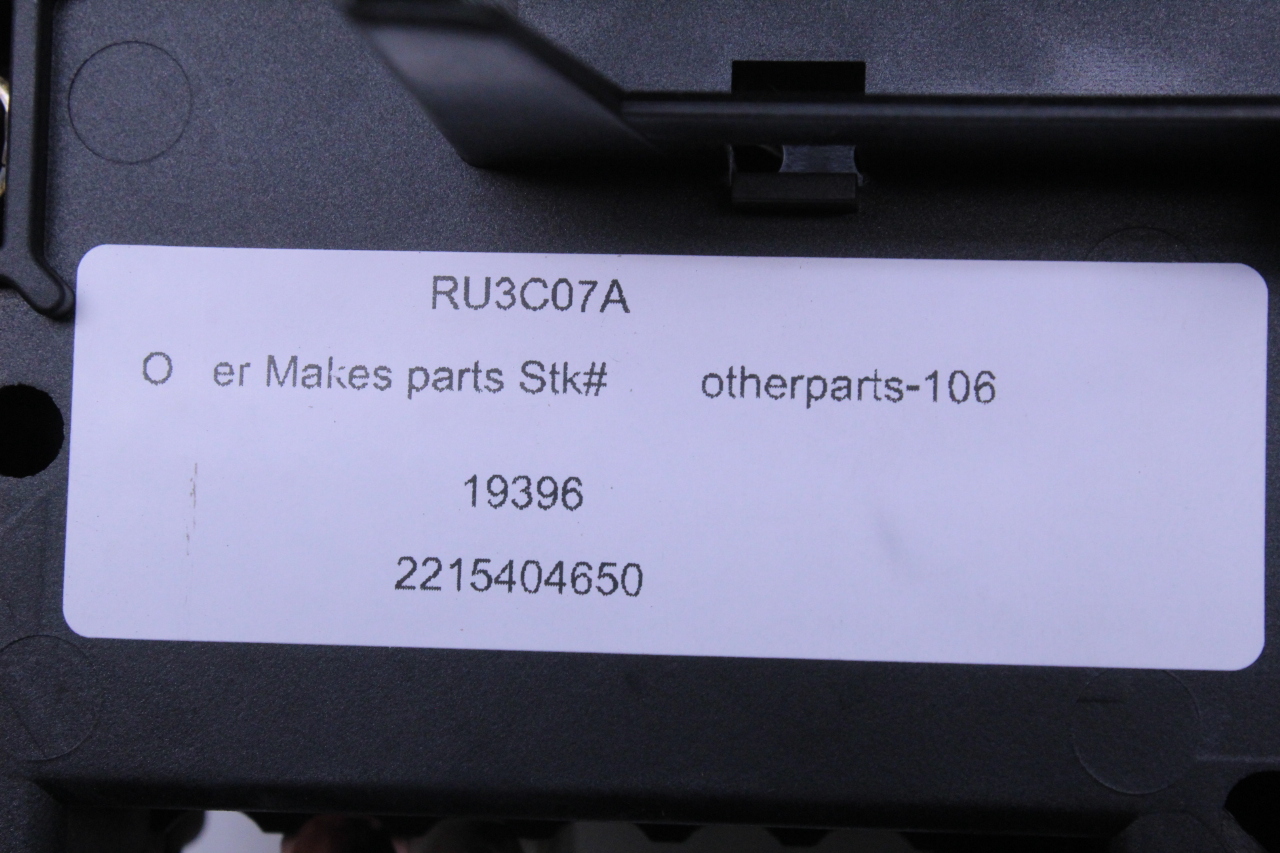 RU3C07A
O er Makes parts Stk# otherparts-106
19396
2215404650